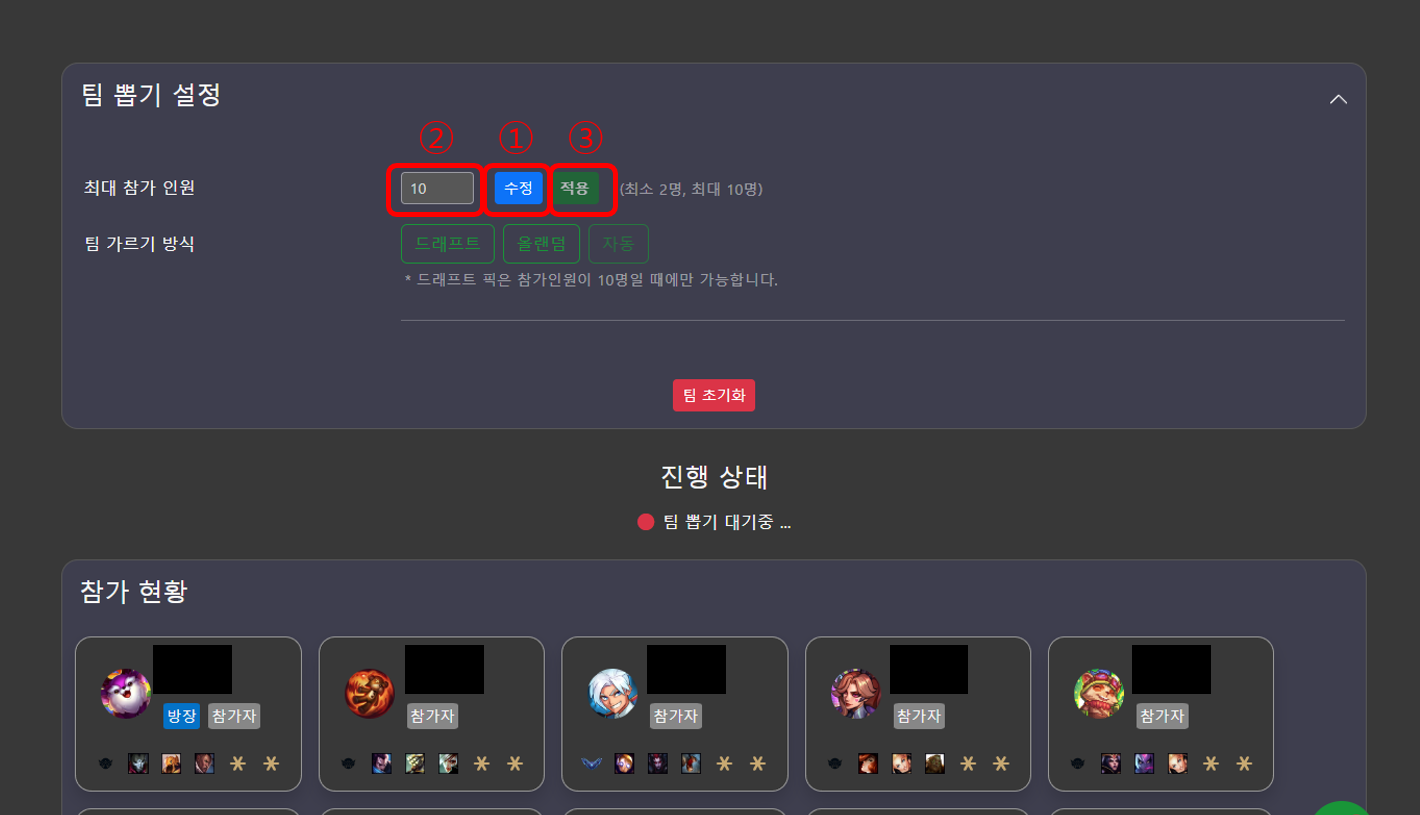 팀 뽑기 설정
② ① ③
최대 참가 인원 10 수정 적용 (최소 2명, 최대 10명)
팀 가르기 방식 드래프트 올랜덤 자동
* 드래프트 픽은 참가인원이 10명일 때에만 가능합니다.
팀 초기화
진행 상태
팀 뽑기 대기중 ...
참가 현황
방장 참가자 참가자 참가자 참가자 참가자